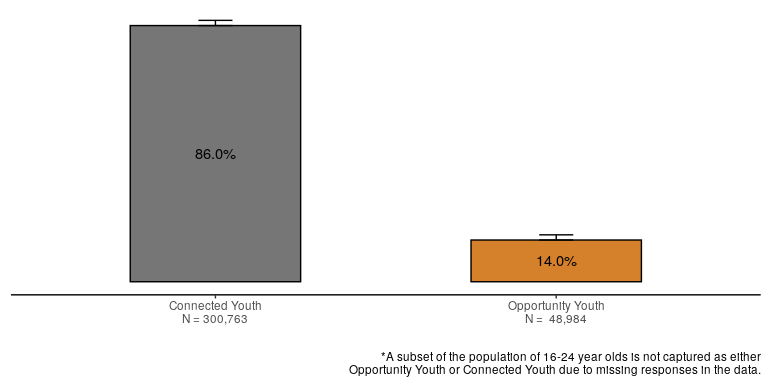 86.0%
14.0%
Connected Youth
N = 300,763
Opportunity Youth
N =  48,984
*A subset of the population of 16-24 year olds is not captured as either
Opportunity Youth or Connected Youth due to missing responses in the data.